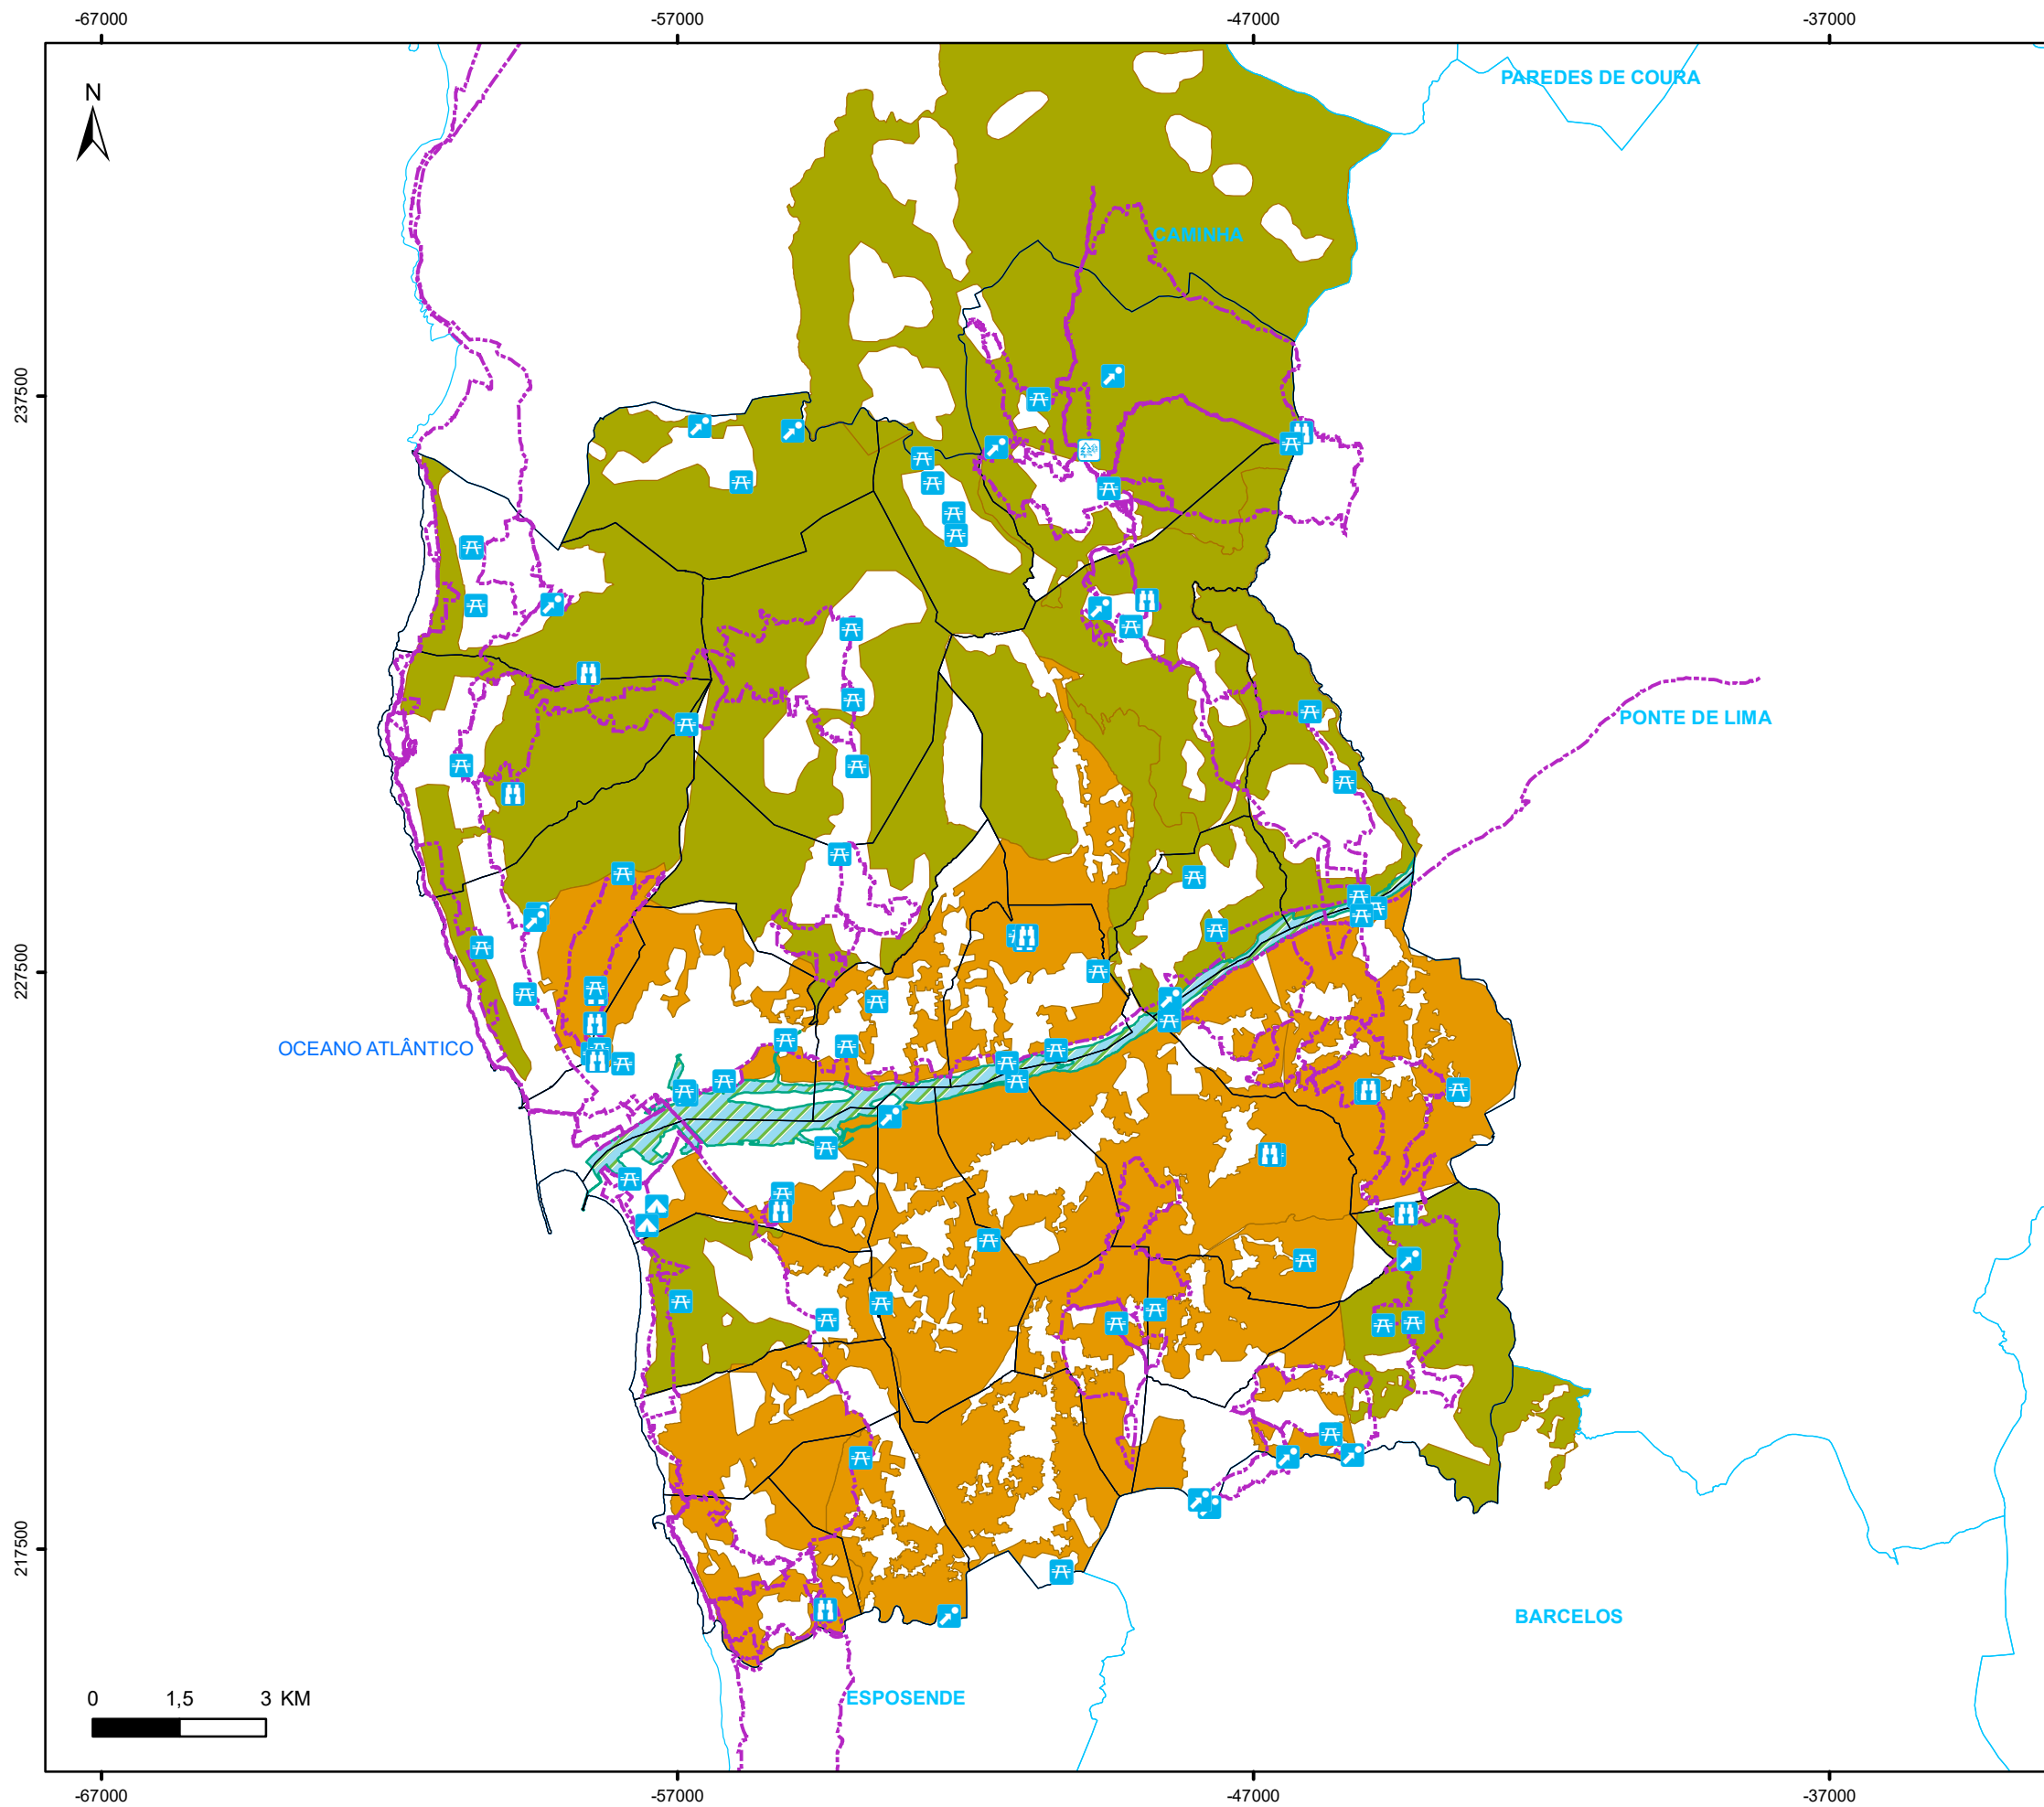 -67000 -57000 -47000 -37000
PAREDES DE COURA
N
CAMINHA
237500
PONTE DE LIMA
227500
OCEANO ATLÂNTICO
217500
BARCELOS
0 1,5 3 KM
ESPOSENDE
-67000 -57000 -47000 -37000